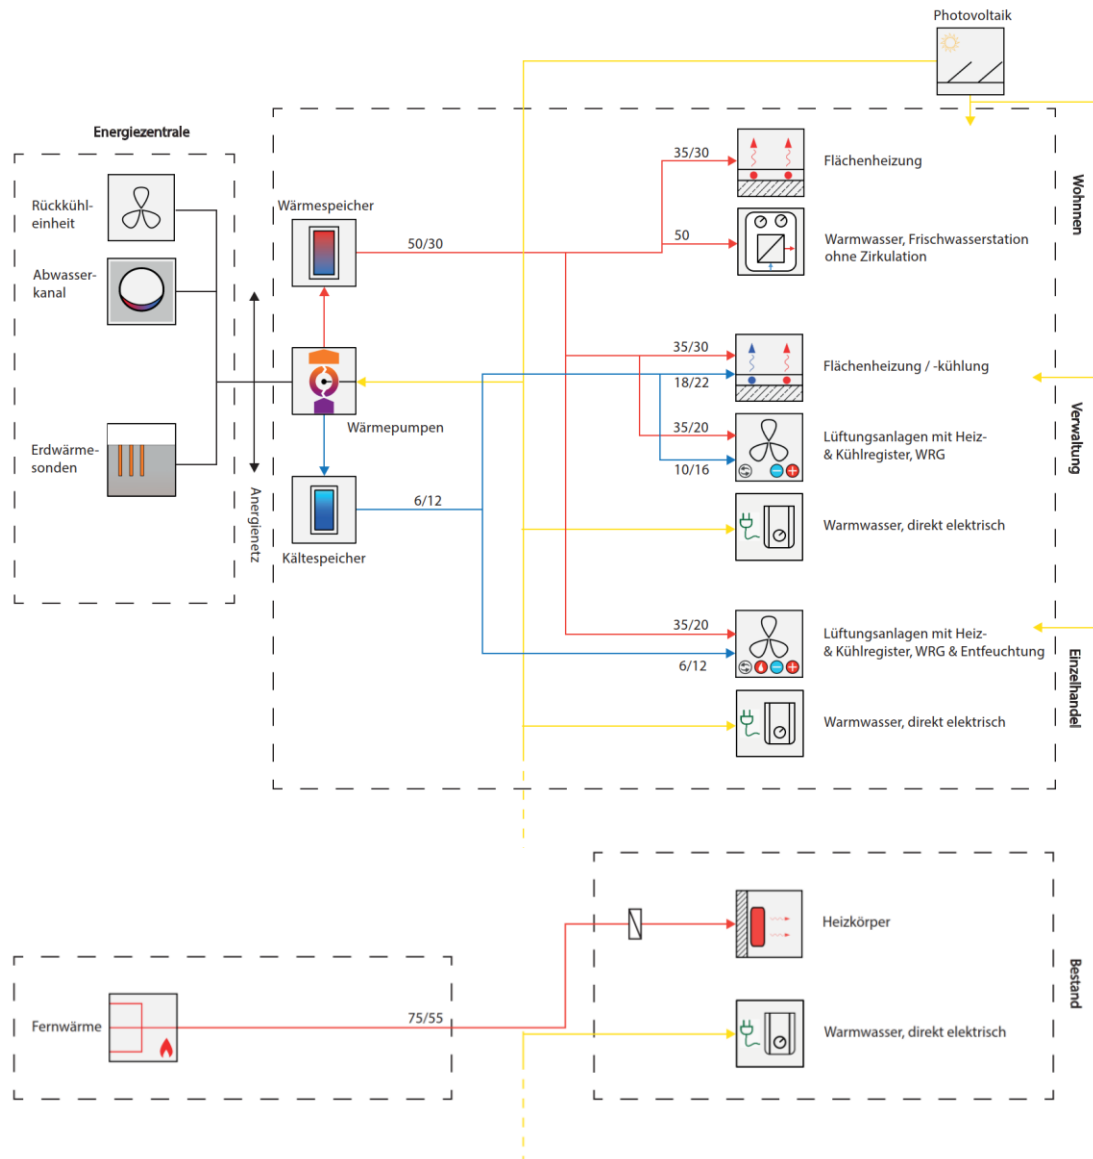 Photovoltaik
Energiezentrale
Rückkühl-
einheit
Abwasser-
kanal
Erdwärme-
sonden
Anergienetz
Wärmespeicher
50/30
Wärmepumpen
Kältespeicher
6/12
35/30
Flächenheizung
50
Warmwasser, Frischwasserstation
ohne Zirkulation
Wohnnen
35/30
18/22
Flächenheizung / -kühlung
35/20
10/16
Lüftungsanlagen mit Heiz-
& Kühlregister, WRG
Warmwasser, direkt elektrisch
Verwaltung
35/20
6/12
Lüftungsanlagen mit Heiz-
& Kühlregister, WRG & Entfeuchtung
Warmwasser, direkt elektrisch
Einzelhandel
Fernwärme
75/55
Heizkörper
Warmwasser, direkt elektrisch
Bestand